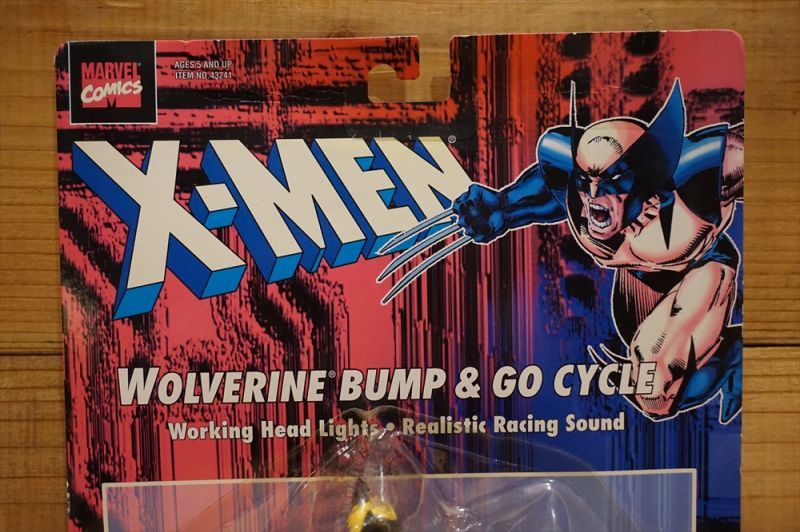 MARVEL
COMICS
M
AGES 5 AND UP
ITEM NO. 43241
X-MEN®
WOLVERINE® BUMP & GO CYCLE
Working Head Lights • Realistic Racing Sound